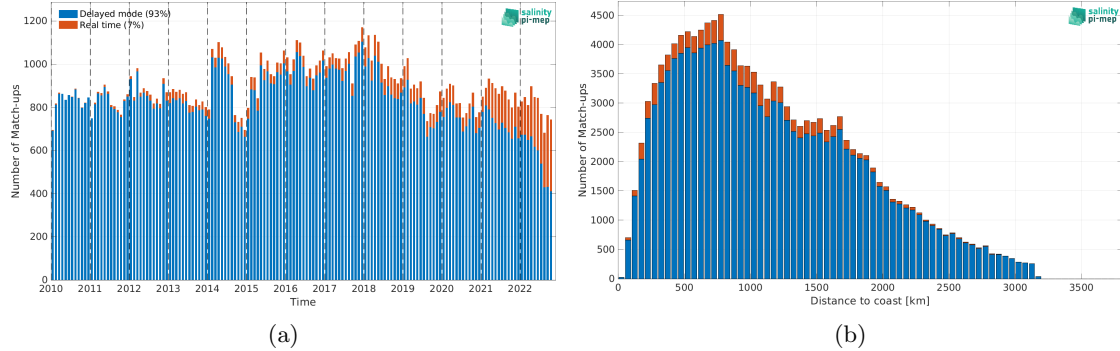 Delayed mode (93%)
Real time (7%)
salinity
pi-mep
Number of Match-ups
1200
1000
800
600
400
200
0
2010 2011 2012 2013 2014 2015 2016 2017 2018 2019 2020 2021 2022
Time
(a)
salinity
pi-mep
Number of Match-ups
4500
4000
3500
3000
2500
2000
1500
1000
500
0
0 500 1000 1500 2000 2500 3000 3500
Distance to coast [km]
(b)